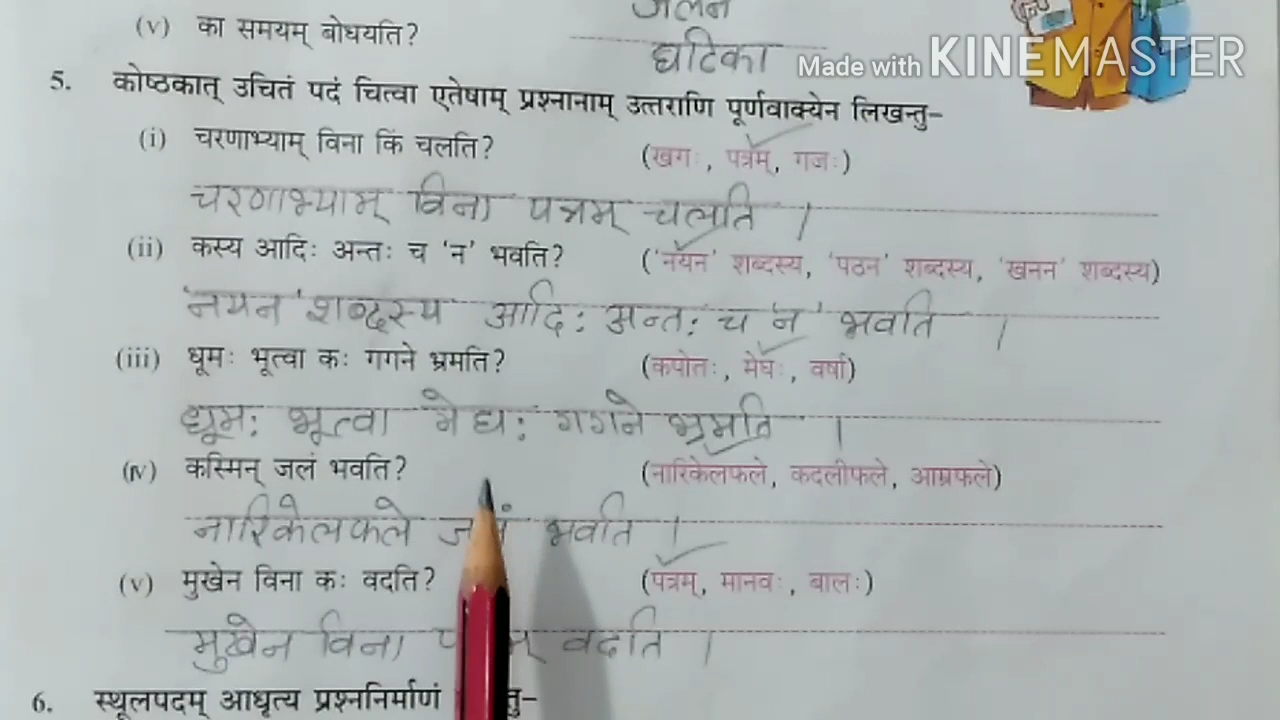 जलेन
(v) का समयम् बोधयति?
घटिका
Made with KINEMASTER
5. कोष्ठकात् उचितं पदं चित्वा एतेषाम् प्रश्नानाम् उत्तराणि पूर्णवाक्येन लिखन्तु–
(i) चरणाभ्याम् विना किं चलति? (खगः, पत्रम्, गजः)
चरणाभ्याम् विना पत्रम् चलति ।
(ii) कस्य आदिः अन्तः च 'न' भवति? ('नयन' शब्दस्य, 'पठन' शब्दस्य, 'खनन' शब्दस्य)
'नयन' शब्दस्य आदिः अन्तः च 'न' भवति ।
(iii) धूमः भूत्वा कः गगने भ्रमति? (कपोतः, मेघः, वर्षा)
धूमः भूत्वा मेघः गगने भ्रमति ।
(iv) कस्मिन् जलं भवति? (नारिकेलफले, कदलीफले, आम्रफले)
नारिकेलफले जलं भवति ।
(v) मुखेन विना कः वदति? (पत्रम्, मानवः, बालः)
मुखेन विना वदति ।
6. स्थूलपदम् आधृत्य प्रश्ननिर्माणं